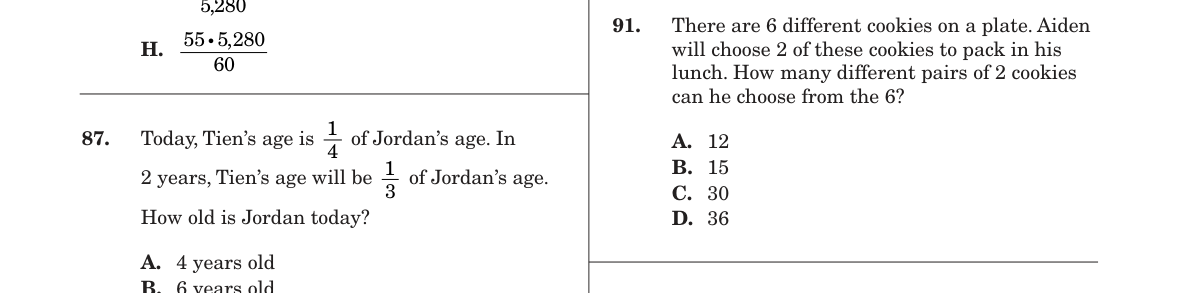 5,280
H. 55 • 5,280
60
87. Today, Tien's age is 1/4 of Jordan's age. In
2 years, Tien's age will be 1/3 of Jordan's age.
How old is Jordan today?
A. 4 years old
B. 6 years old
91. There are 6 different cookies on a plate. Aiden
will choose 2 of these cookies to pack in his
lunch. How many different pairs of 2 cookies
can he choose from the 6?
A. 12
B. 15
C. 30
D. 36